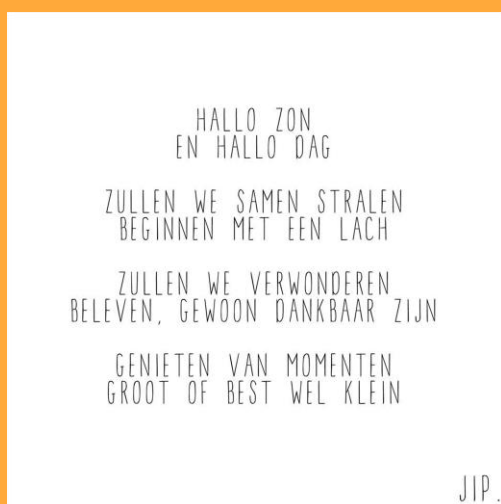 HALLO ZON
EN HALLO DAG
ZULLEN WE SAMEN STRALEN
BEGINNEN MET EEN LACH
ZULLEN WE VERWONDEREN
BELEVEN, GEWOON DANKBAAR ZIJN
GENIETEN VAN MOMENTEN
GROOT OF BEST WEL KLEIN
JIP.